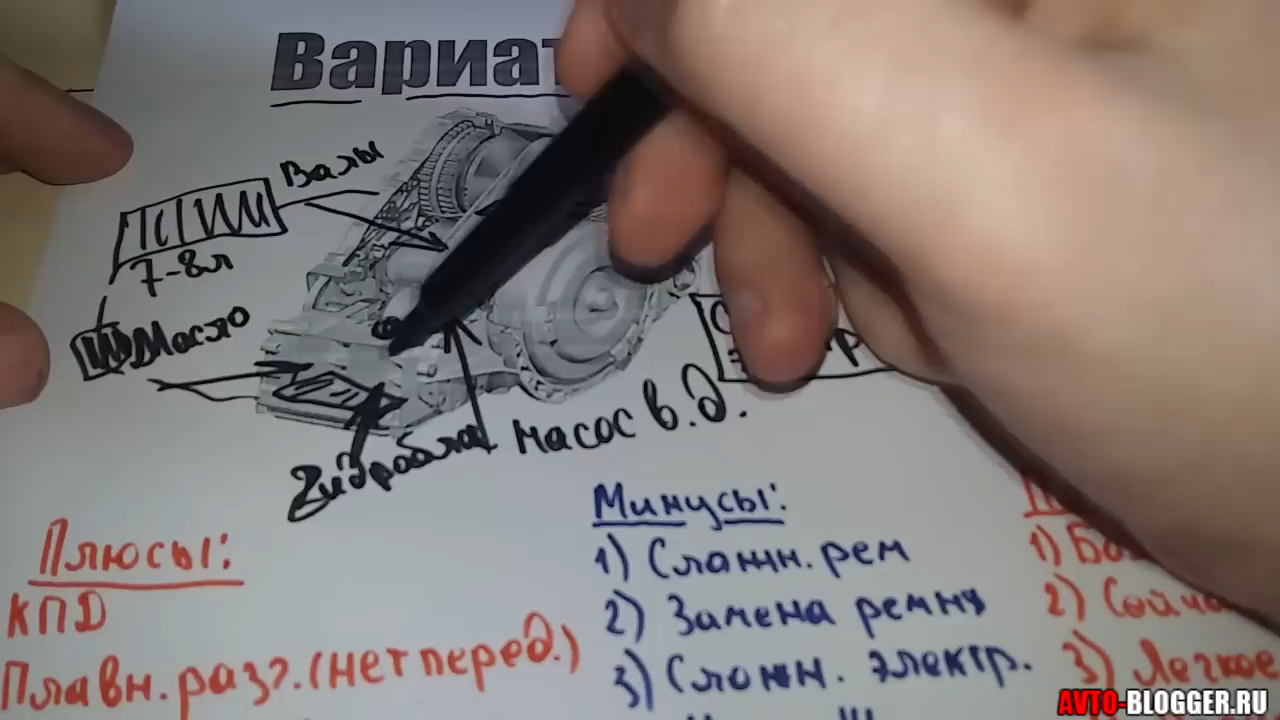 Вариат
Валы
7-8л
Масло
Насос в.д.
Гидробла
Плюсы:
КПД
Плавн. разг. (нет перед.)
Минусы:
1) Сложн. рем
2) Замена ремня
3) Сложн. электр.
1) Бо
2) Сейча
3) Легкое
AVTO-BLOGGER.RU